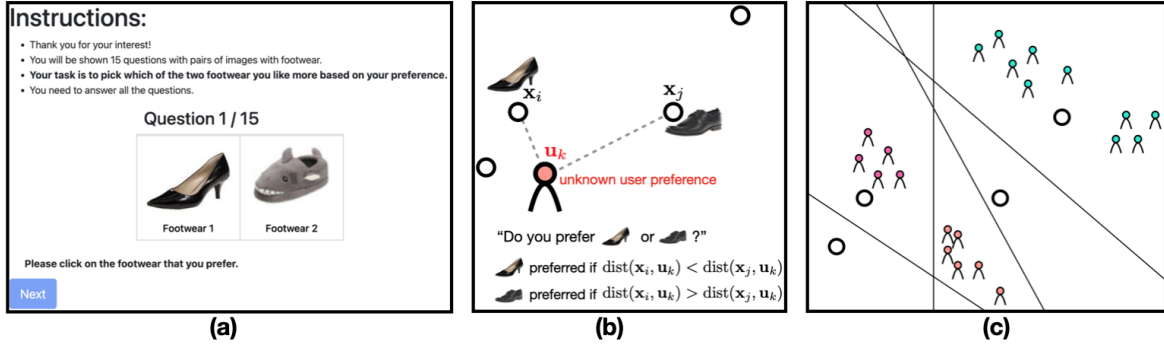 Instructions:
• Thank you for your interest!
• You will be shown 15 questions with pairs of images with footwear.
• Your task is to pick which of the two footwear you like more based on your preference.
• You need to answer all the questions.
Question 1 / 15
Footwear 1 Footwear 2
Please click on the footwear that you prefer.
Next
(a)
x_i
x_j
u_k
unknown user preference
"Do you prefer or ?"
preferred if dist(x_i, u_k) < dist(x_j, u_k)
preferred if dist(x_i, u_k) > dist(x_j, u_k)
(b)
(c)